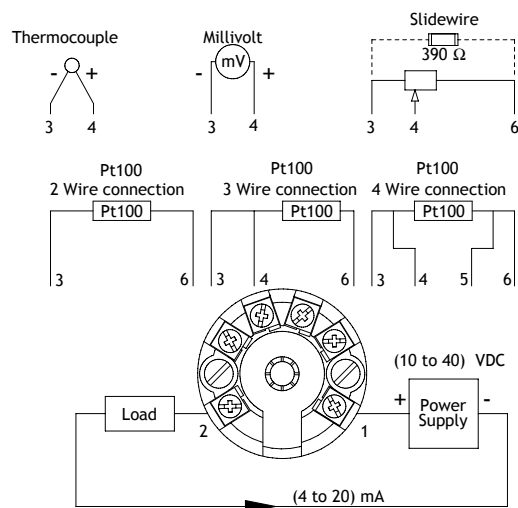 Slidewire
Thermocouple
Millivolt
390 Ω
- +
- mV +
3 4
3 4
3 4 6
Pt100
2 Wire connection
Pt100
3 6
Pt100
3 Wire connection
Pt100
3 4 6
Pt100
4 Wire connection
Pt100
3 4 5 6
(10 to 40) VDC
Load
2
1
+
Power
Supply
-
(4 to 20) mA